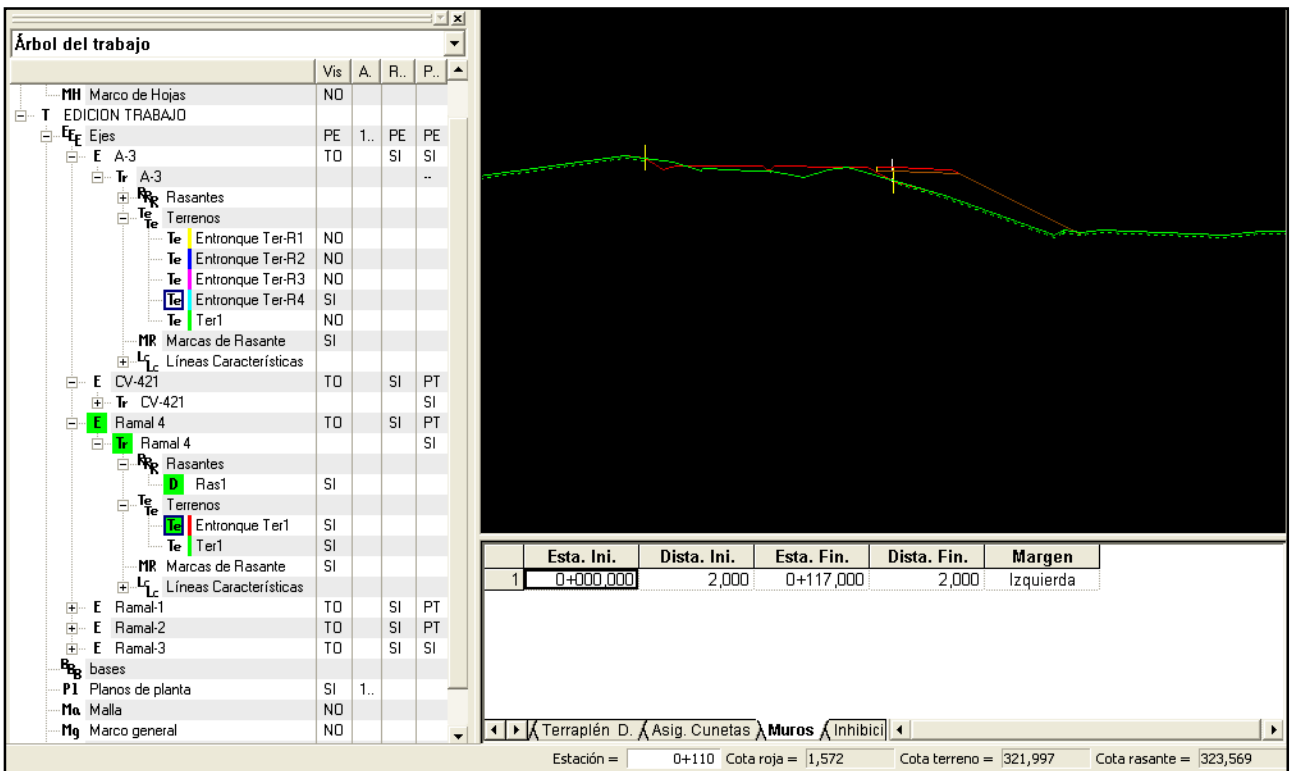 Árbol del trabajo
Vis A. R.. P..
MH Marco de Hojas NO
T EDICION TRABAJO
EEE Ejes PE 1.. PE PE
E A-3 TO SI SI
Tr A-3 --
RRR Rasantes
TeTe Terrenos
Te Entronque Ter-R1 NO
Te Entronque Ter-R2 NO
Te Entronque Ter-R3 NO
Te Entronque Ter-R4 SI
Te Ter1 NO
MR Marcas de Rasante SI
LcLc Líneas Características
E CV-421 TO SI PT
Tr CV-421 SI
E Ramal 4 TO SI PT
Tr Ramal 4 SI
RRR Rasantes
D Ras1 SI
TeTe Terrenos
Te Entronque Ter1 SI
Te Ter1 SI
MR Marcas de Rasante SI
LcLc Líneas Características
E Ramal-1 TO SI PT
E Ramal-2 TO SI PT
E Ramal-3 TO SI SI
BBB bases
Pl Planos de planta SI 1..
Ma Malla NO
Mg Marco general NO
Esta. Ini. Dista. Ini. Esta. Fin. Dista. Fin. Margen
1 0+000,000 2,000 0+117,000 2,000 Izquierda
Terraplén D. Asig. Cunetas Muros Inhibici
Estación = 0+110 Cota roja = 1,572 Cota terreno = 321,997 Cota rasante = 323,569